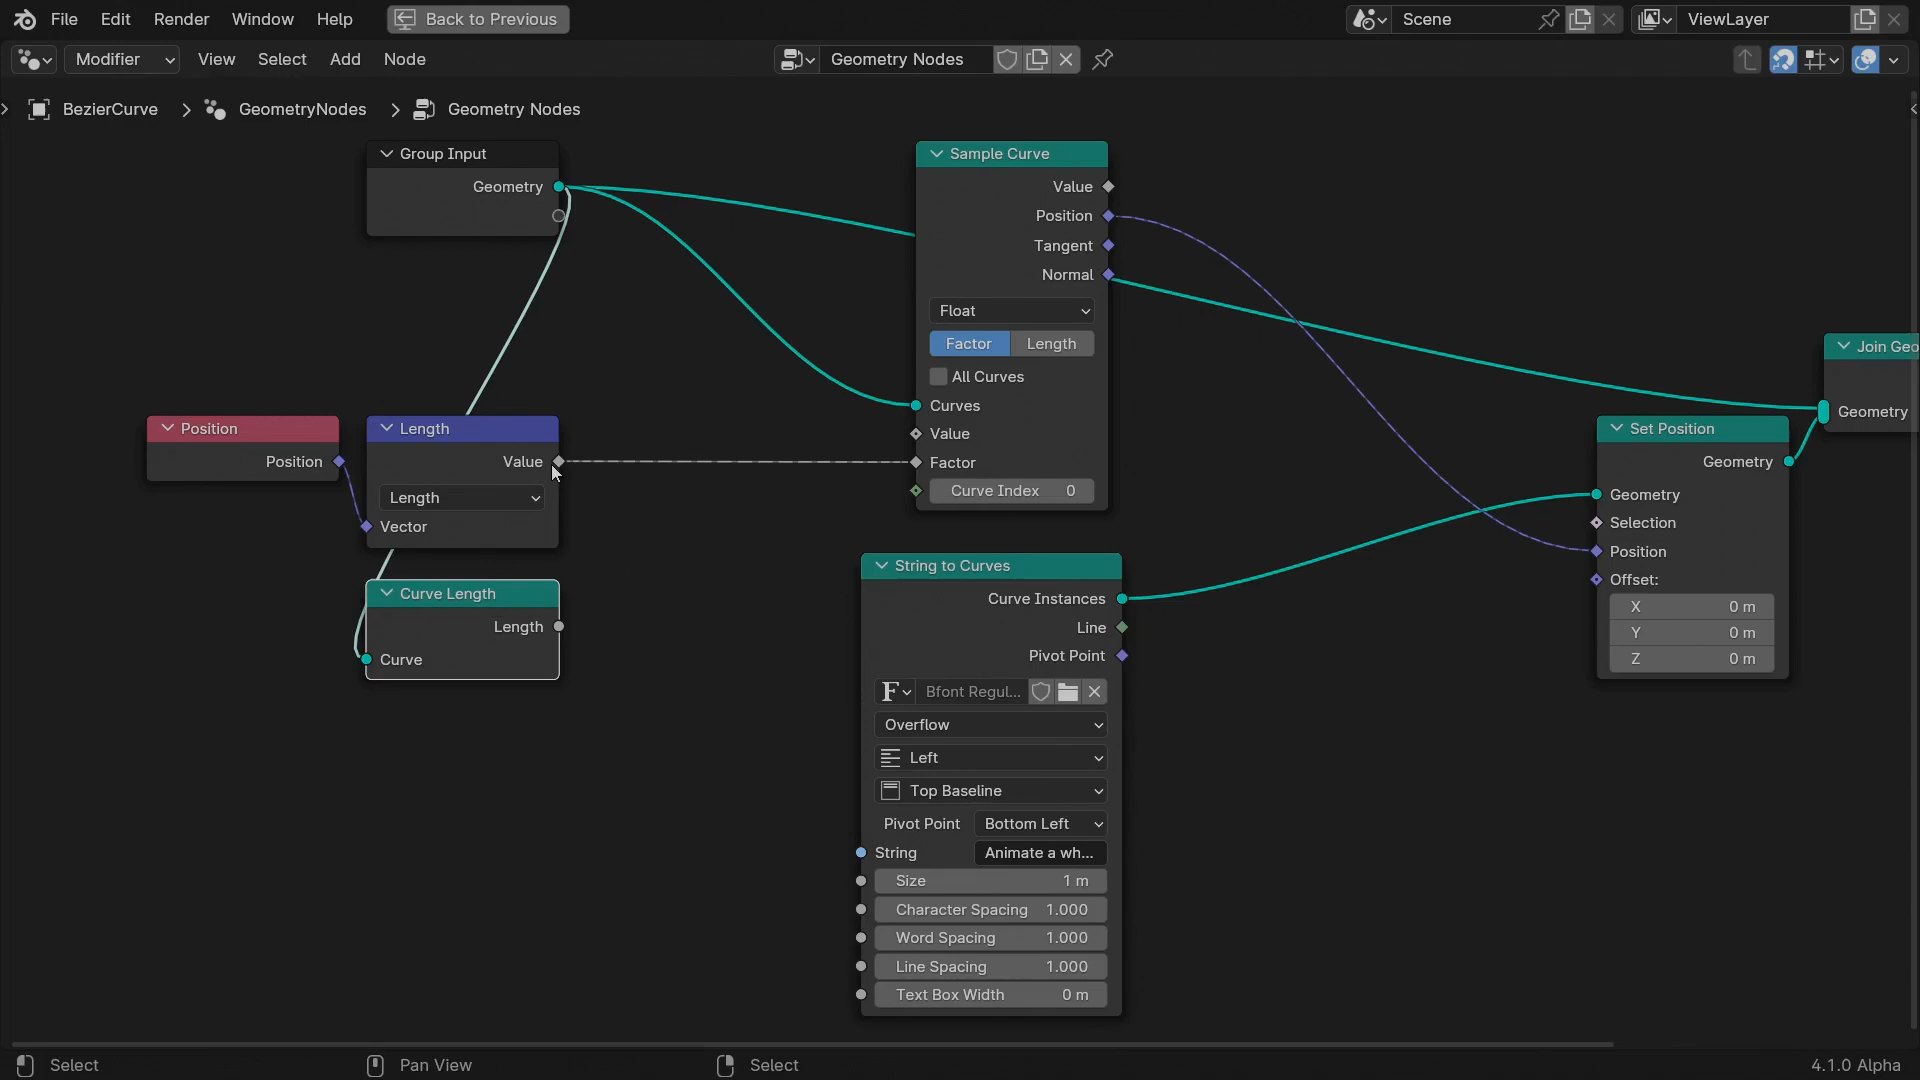 File Edit Render Window Help Back to Previous Scene ViewLayer
Modifier View Select Add Node Geometry Nodes
BezierCurve GeometryNodes Geometry Nodes
Group Input
Geometry
Sample Curve
Value
Position
Tangent
Normal
Float
Factor Length
All Curves
Curves
Value
Factor
Curve Index 0
Position
Position
Length
Value
Length
Vector
Curve Length
Length
Curve
String to Curves
Curve Instances
Line
Pivot Point
F Bfont Regul...
Overflow
Left
Top Baseline
Pivot Point Bottom Left
String Animate a wh...
Size 1 m
Character Spacing 1.000
Word Spacing 1.000
Line Spacing 1.000
Text Box Width 0 m
Set Position
Geometry
Geometry
Selection
Position
Offset:
X 0 m
Y 0 m
Z 0 m
Join Geo
Geometry
Select Pan View Select 4.1.0 Alpha